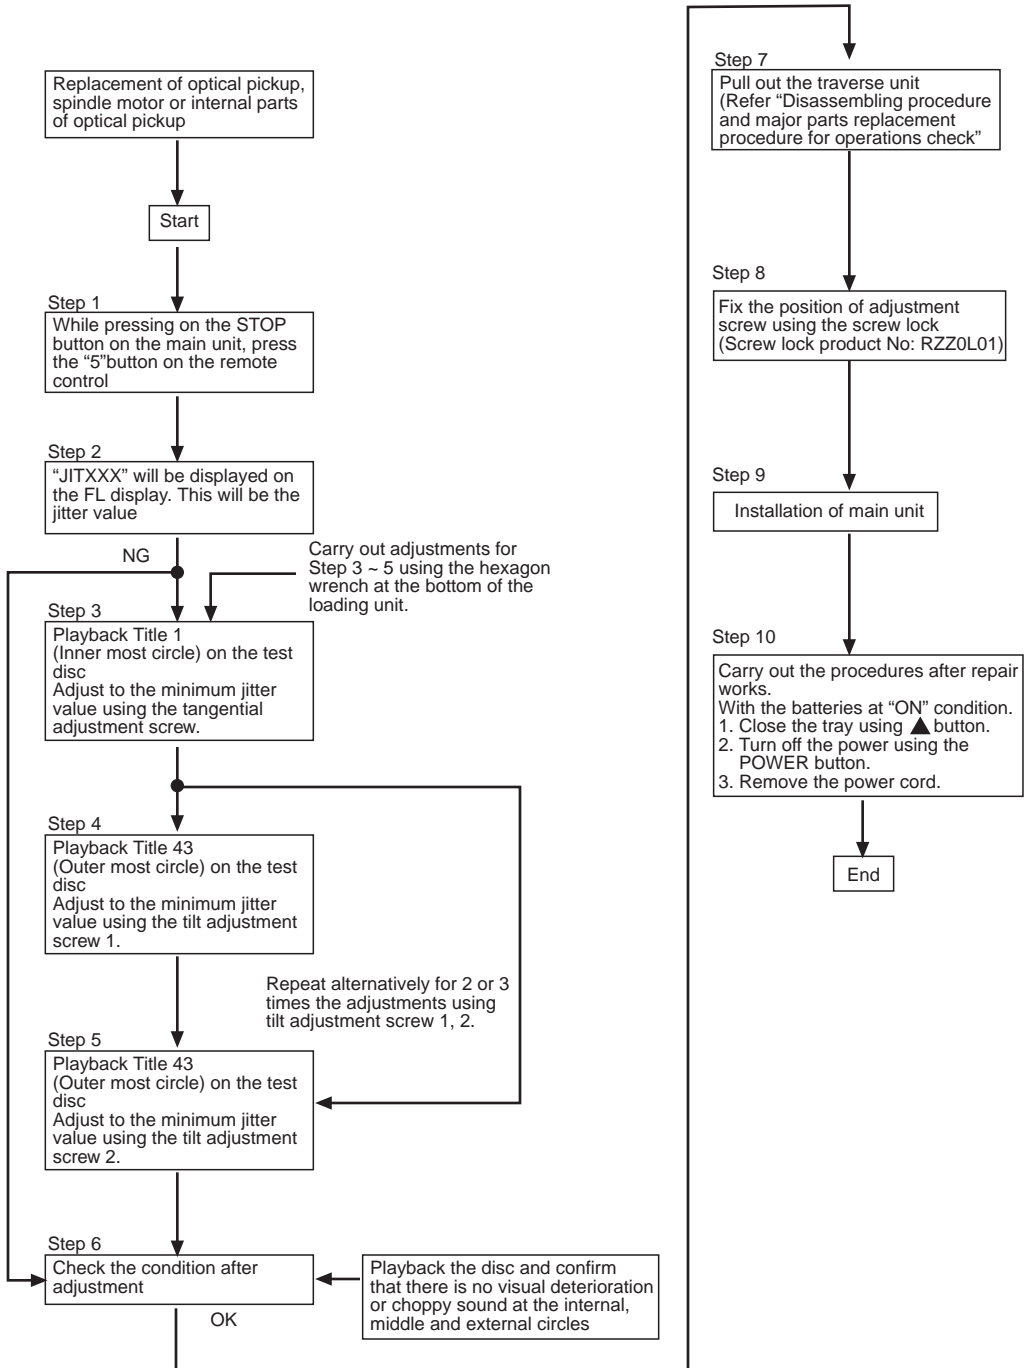 Replacement of optical pickup,
spindle motor or internal parts
of optical pickup
Start
Step 1
While pressing on the STOP
button on the main unit, press
the “5”button on the remote
control
Step 2
“JITXXX” will be displayed on
the FL display. This will be the
jitter value
NG
Carry out adjustments for
Step 3 ~ 5 using the hexagon
wrench at the bottom of the
loading unit.
Step 3
Playback Title 1
(Inner most circle) on the test
disc
Adjust to the minimum jitter
value using the tangential
adjustment screw.
Step 4
Playback Title 43
(Outer most circle) on the test
disc
Adjust to the minimum jitter
value using the tilt adjustment
screw 1.
Repeat alternatively for 2 or 3
times the adjustments using
tilt adjustment screw 1, 2.
Step 5
Playback Title 43
(Outer most circle) on the test
disc
Adjust to the minimum jitter
value using the tilt adjustment
screw 2.
Step 6
Check the condition after
adjustment
Playback the disc and confirm
that there is no visual deterioration
or choppy sound at the internal,
middle and external circles
OK
Step 7
Pull out the traverse unit
(Refer “Disassembling procedure
and major parts replacement
procedure for operations check”
Step 8
Fix the position of adjustment
screw using the screw lock
(Screw lock product No: RZZ0L01)
Step 9
Installation of main unit
Step 10
Carry out the procedures after repair
works.
With the batteries at “ON” condition.
1. Close the tray using ▲ button.
2. Turn off the power using the
POWER button.
3. Remove the power cord.
End